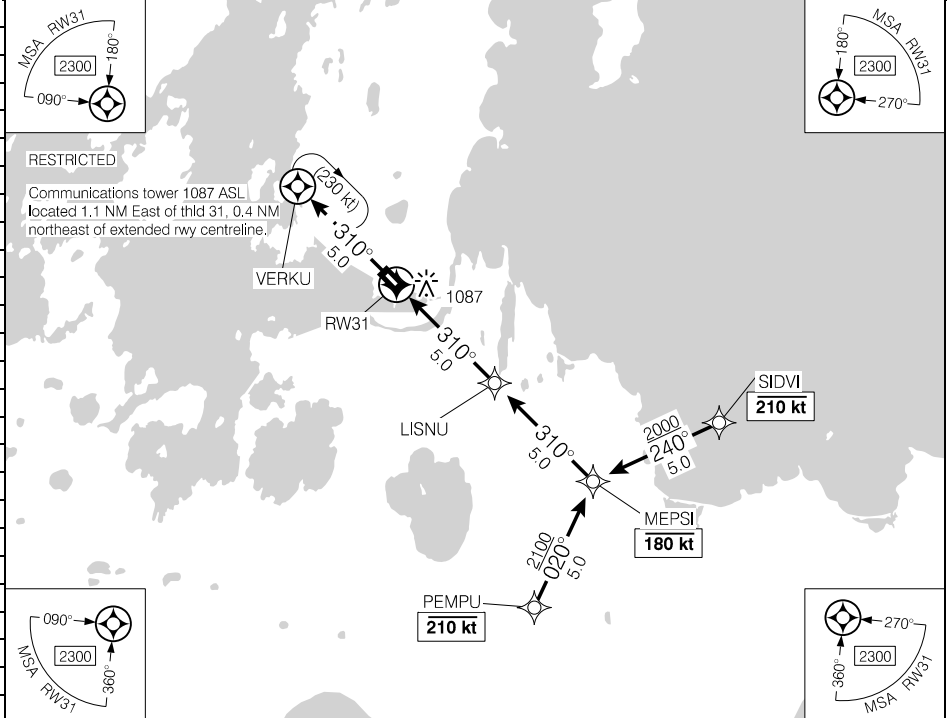 MSA RW31
180°
2300
090°
MSA RW31
180°
2300
270°
RESTRICTED
Communications tower 1087 ASL
located 1.1 NM East of thld 31, 0.4 NM
northeast of extended rwy centreline.
(230 kt)
310°
5.0
VERKU
1087
RW31
310°
5.0
SIDVI
210 kt
LISNU
2000
240°
5.0
310°
5.0
MEPSI
180 kt
2100
020°
5.0
PEMPU
210 kt
090°
2300
360°
MSA RW31
270°
2300
360°
MSA RW31